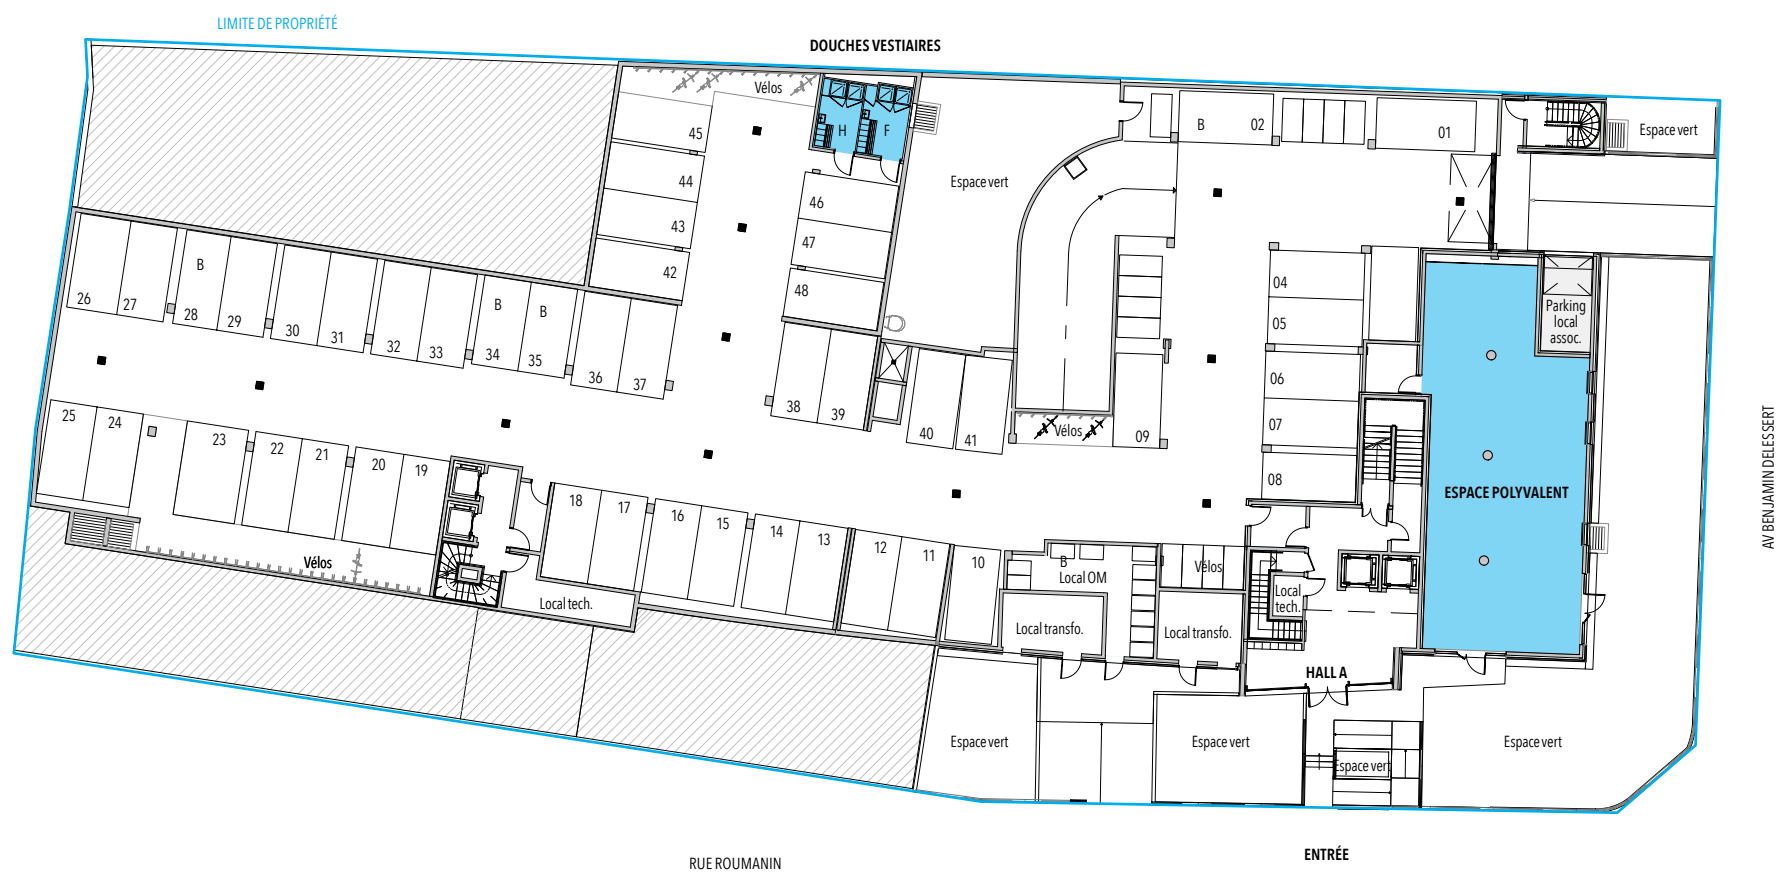 LIMITE DE PROPRIÉTÉ
DOUCHES VESTIAIRES
Vélos
H
F
45
44
43
42
46
47
48
Espace vert
B
02
01
Espace vert
26
27
B
28
29
30
31
32
33
B
34
B
35
36
37
38
39
40
41
Vélos
09
04
05
06
07
08
Parking
local
assoc.
ESPACE POLYVALENT
AV BENJAMIN DELESSERT
25
24
23
22
21
20
19
18
17
16
15
14
13
12
11
10
Vélos
Local tech.
B
Local OM
Vélos
Local transfo.
Local transfo.
Local
tech.
HALL A
Espace vert
Espace vert
Espace vert
Espace vert
RUE ROUMANIN
ENTRÉE